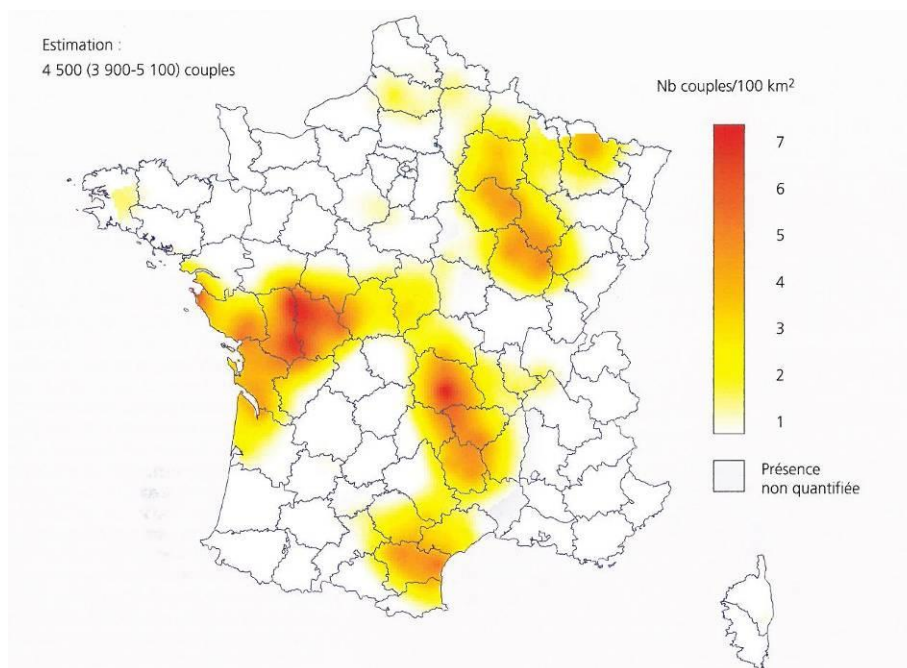 Estimation :
4 500 (3 900-5 100) couples
Nb couples/100 km²
7
6
5
4
3
2
1
Présence
non quantifiée